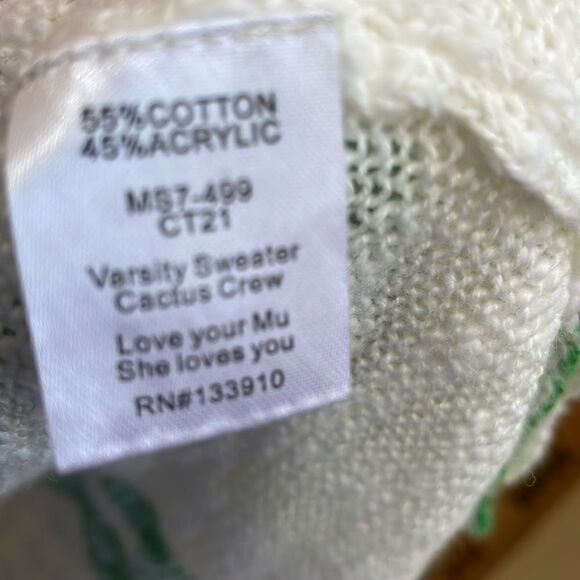 55%COTTON
45%ACRYLIC
MS7-499
CT21
Varsity Sweater
Cactus Crew
Love your Mu
She loves you
RN#133910